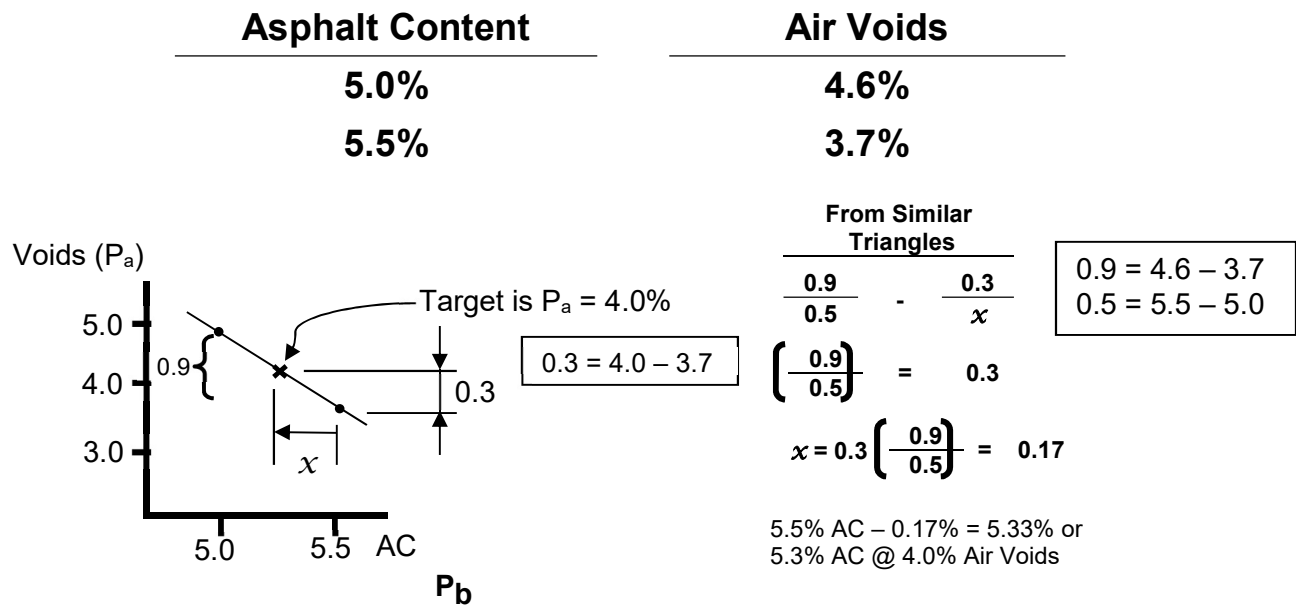 Asphalt Content Air Voids
5.0% 4.6%
5.5% 3.7%
Voids (Pa)
5.0
4.0
3.0
0.9
Target is Pa = 4.0%
0.3 = 4.0 – 3.7
0.3
x
5.0 5.5 AC
Pb
From Similar
Triangles
0.9 0.3
-
0.5 x
0.9 = 4.6 – 3.7
0.5 = 5.5 – 5.0
(0.9
0.5) = 0.3
x = 0.3 (0.9
0.5) = 0.17
5.5% AC – 0.17% = 5.33% or
5.3% AC @ 4.0% Air Voids